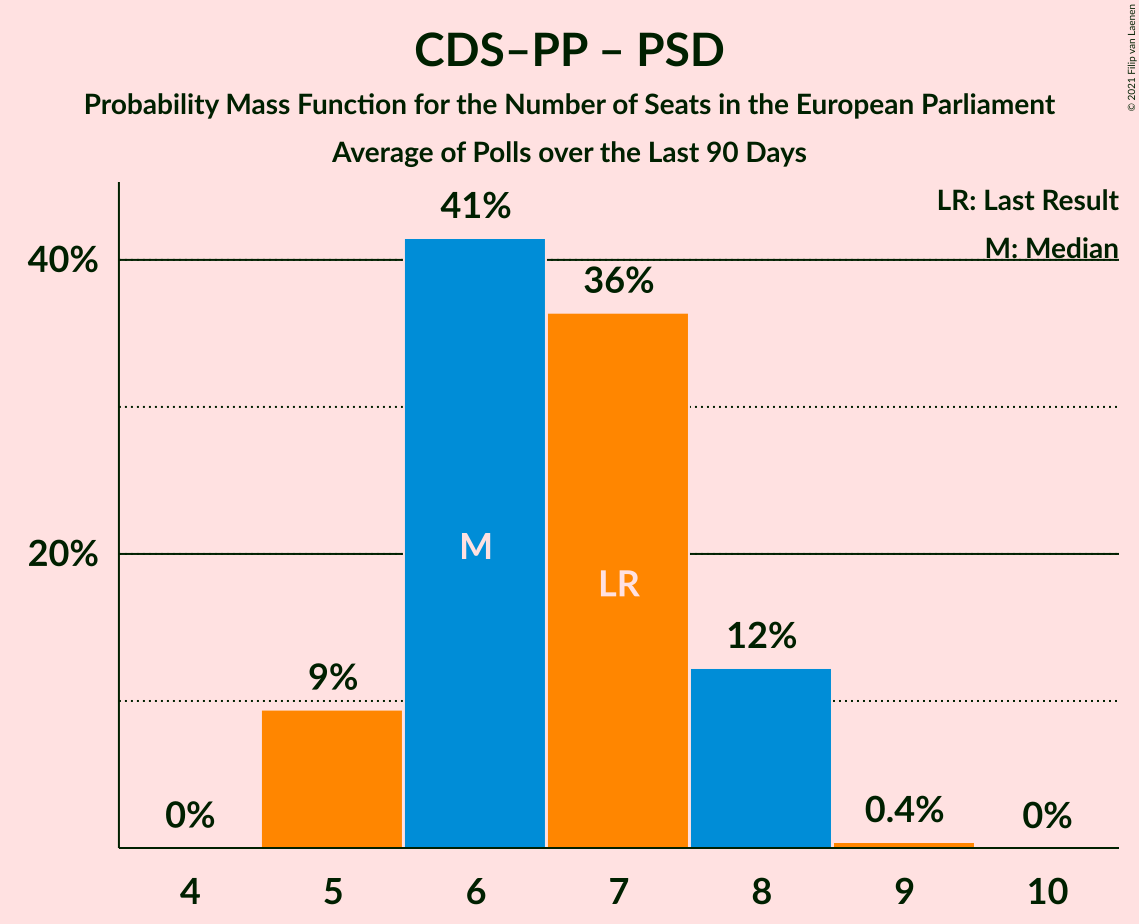 CDS–PP – PSD
Probability Mass Function for the Number of Seats in the European Parliament
Average of Polls over the Last 90 Days
© 2021 Filip van Laenen
LR: Last Result
M: Median
41%
40%
36%
M
20%
LR
12%
9%
0%
0.4%
0%
4 5 6 7 8 9 10